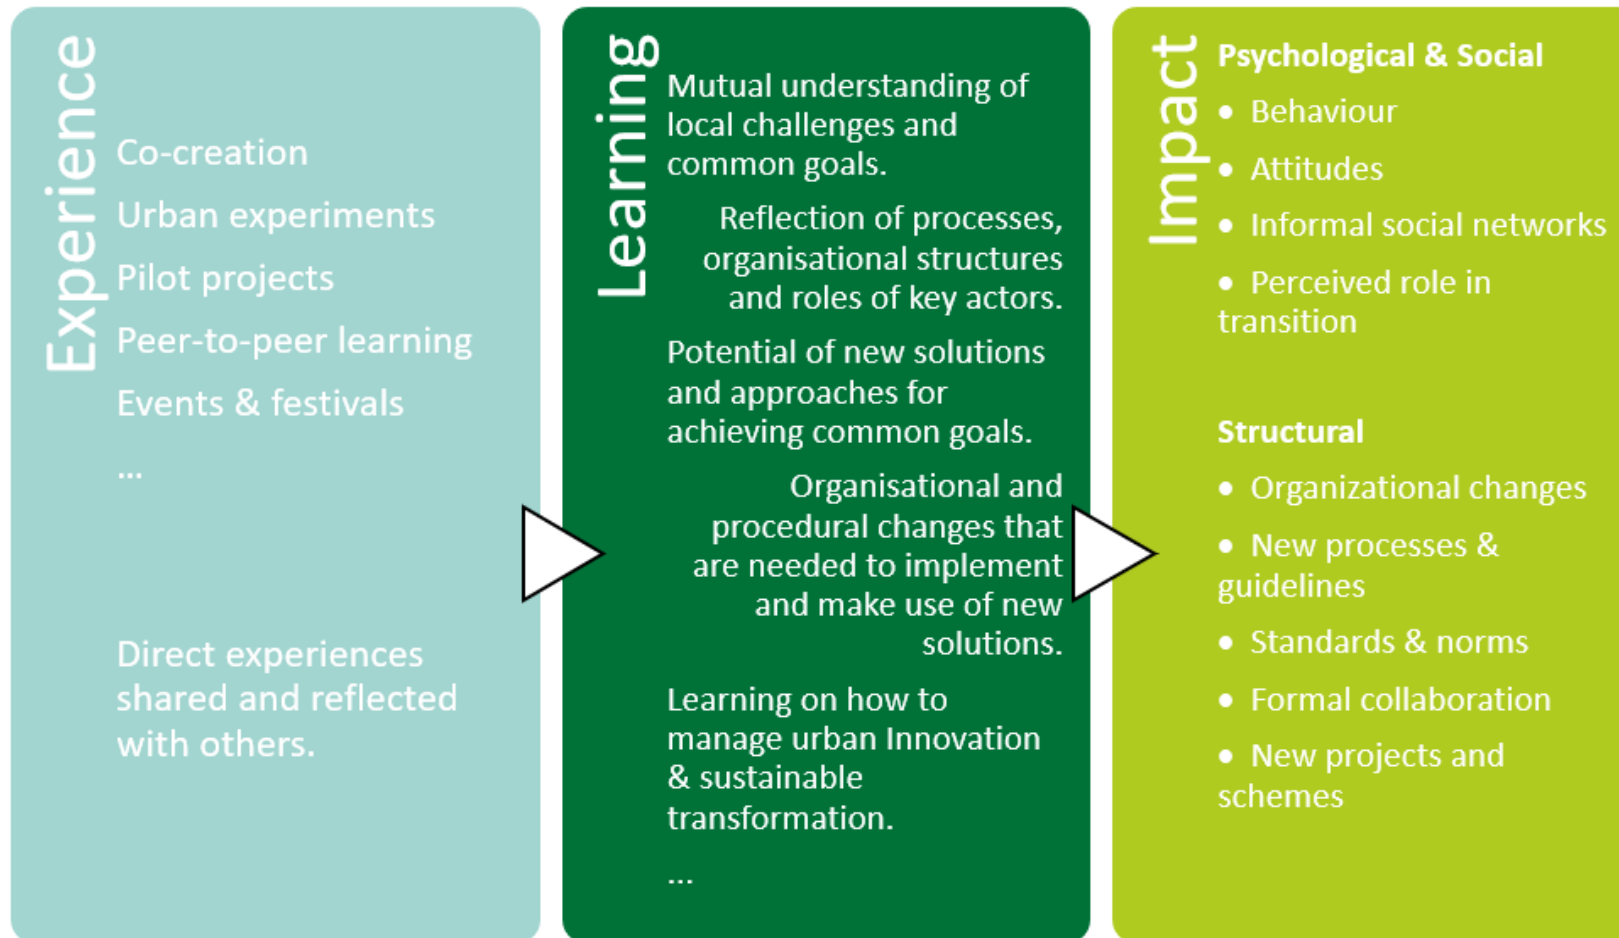 Experience
Co-creation
Urban experiments
Pilot projects
Peer-to-peer learning
Events & festivals
...
Direct experiences
shared and reflected
with others.
Learning
Mutual understanding of
local challenges and
common goals.
Reflection of processes,
organisational structures
and roles of key actors.
Potential of new solutions
and approaches for
achieving common goals.
Organisational and
procedural changes that
are needed to implement
and make use of new
solutions.
Learning on how to
manage urban Innovation
& sustainable
transformation.
...
Impact
Psychological & Social
• Behaviour
• Attitudes
• Informal social networks
• Perceived role in
transition
Structural
• Organizational changes
• New processes &
guidelines
• Standards & norms
• Formal collaboration
• New projects and
schemes